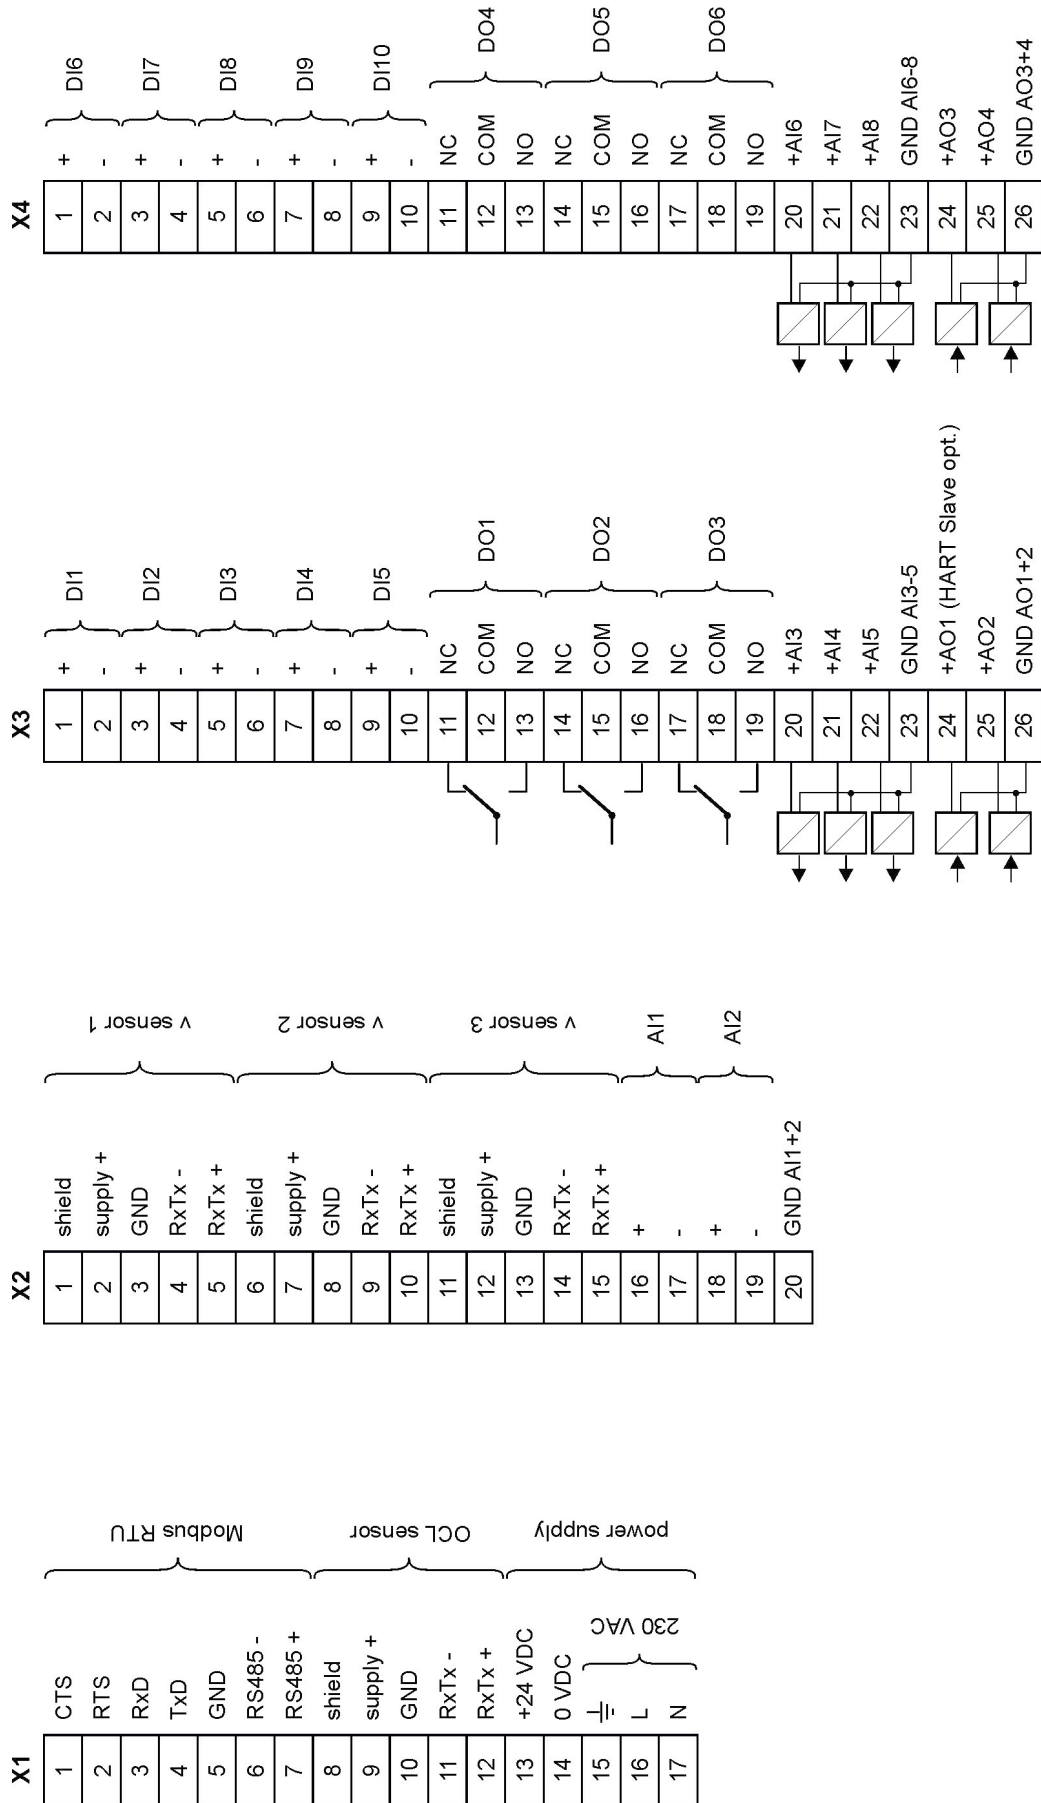 X1
1 CTS
2 RTS
3 RxD
4 TxD
5 GND
6 RS485 -
7 RS485 +
Modbus RTU
8 shield
9 supply +
10 GND
11 RxTx -
12 RxTx +
OCL sensor
13 +24 VDC
14 0 VDC
15
16 L
17 N
230 VAC
power supply
X2
1 shield
2 supply +
3 GND
4 RxTx -
5 RxTx +
v sensor 1
6 shield
7 supply +
8 GND
9 RxTx -
10 RxTx +
v sensor 2
11 shield
12 supply +
13 GND
14 RxTx -
15 RxTx +
v sensor 3
16 +
17 -
AI1
18 +
19 -
AI2
20 GND AI1+2
X3
1 +
2 -
DI1
3 +
4 -
DI2
5 +
6 -
DI3
7 +
8 -
DI4
9 +
10 -
DI5
11 NC
12 COM
13 NO
DO1
14 NC
15 COM
16 NO
DO2
17 NC
18 COM
19 NO
DO3
20 +AI3
21 +AI4
22 +AI5
23 GND AI3-5
24 +AO1 (HART Slave opt.)
25 +AO2
26 GND AO1+2
X4
1 +
2 -
DI6
3 +
4 -
DI7
5 +
6 -
DI8
7 +
8 -
DI9
9 +
10 -
DI10
11 NC
12 COM
13 NO
DO4
14 NC
15 COM
16 NO
DO5
17 NC
18 COM
19 NO
DO6
20 +AI6
21 +AI7
22 +AI8
23 GND AI6-8
24 +AO3
25 +AO4
26 GND AO3+4